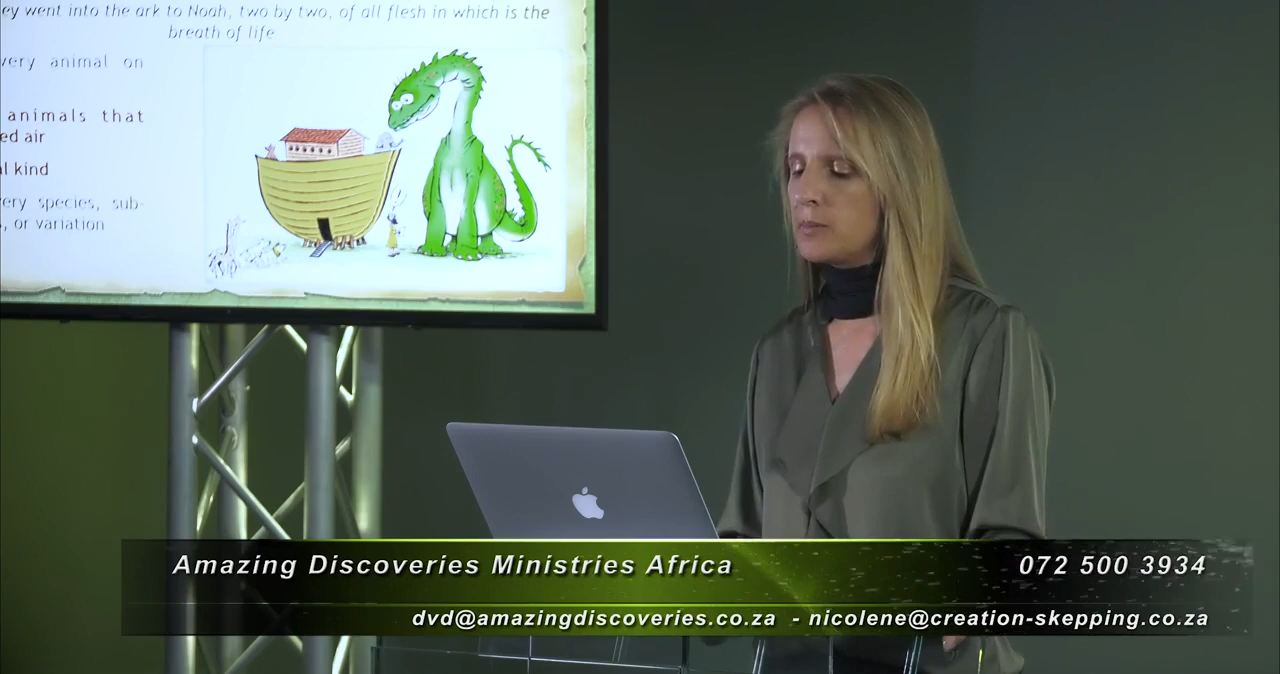 ey went into the ark to Noah, two by two, of all flesh in which is the
breath of life
very animal on
animals that
ed air
al kind
very species, sub-
, or variation
Amazing Discoveries Ministries Africa
072 500 3934
dvd@amazingdiscoveries.co.za - nicolene@creation-skepping.co.za